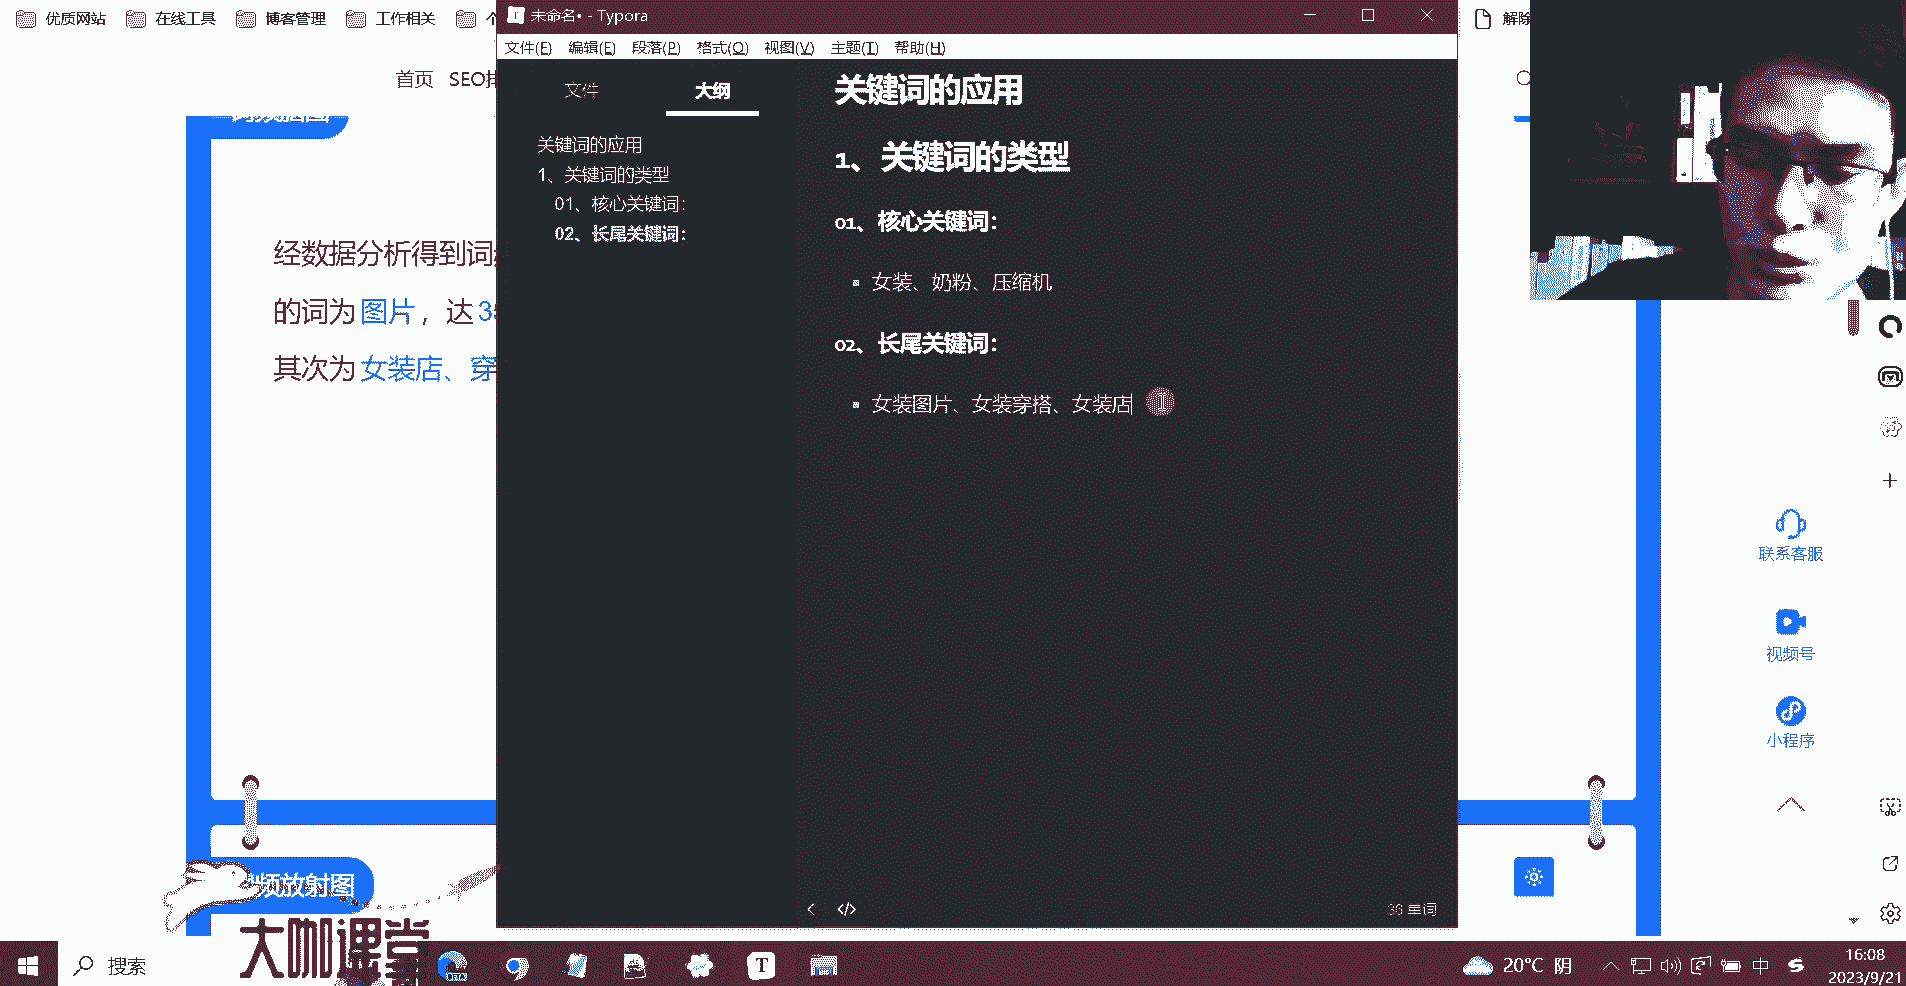 优质网站
在线工具
博客管理
工作相关
未命名• - Typora
解除
文件(F) 编辑(E) 段落(P) 格式(O) 视图(V) 主题(T) 帮助(H)
首页 SEO排
文件
大纲
关键词的应用
1、关键词的类型
01、核心关键词:
02、长尾关键词:
关键词的应用
1、关键词的类型
01、核心关键词:
女装、奶粉、压缩机
02、长尾关键词:
女装图片、女装穿搭、女装店
36 单词
经数据分析得到词
的词为 图片，达 3
其次为 女装店、穿
频放射图
联系客服
视频号
小程序
大咖课堂
搜索
BETA
20°C 阴
中
16:08
2023/9/21